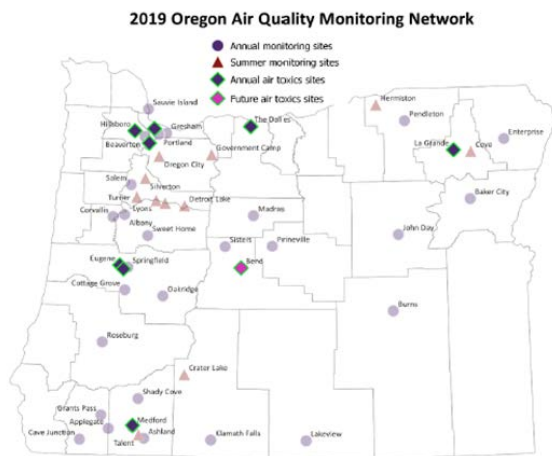 2019 Oregon Air Quality Monitoring Network
Annual monitoring sites
Summer monitoring sites
Annual air toxics sites
Future air toxics sites
Sauvie Island
Hillsboro
Gresham
The Dalles
Hermiston
Pendleton
Enterprise
Beaverton
Portland
La Grande
Cove
Oregon City
Government Camp
Salem
Silverton
Baker City
Turner
Lyons
Detroit Lake
Corvallis
Albany
Madras
Sweet Home
John Day
Sisters
Prineville
Eugene
Springfield
Bend
Cottage Grove
Oakridge
Burns
Roseburg
Crater Lake
Shady Cove
Grants Pass
Applegate
Medford
Cave Junction
Talent
Ashland
Klamath Falls
Lakeview